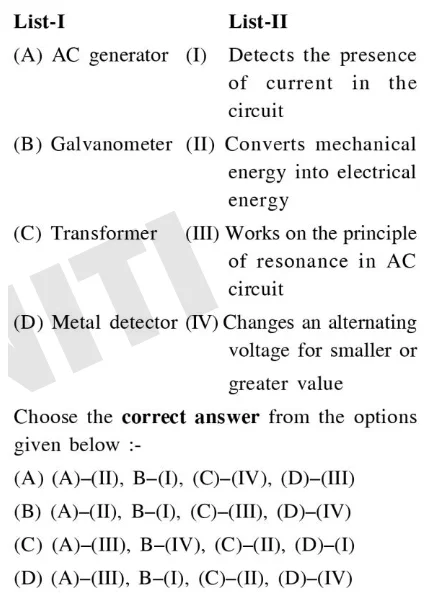 List-I List-II
(A) AC generator (I) Detects the presence
of current in the
circuit
(B) Galvanometer (II) Converts mechanical
energy into electrical
energy
(C) Transformer (III) Works on the principle
of resonance in AC
circuit
(D) Metal detector (IV) Changes an alternating
voltage for smaller or
greater value
Choose the correct answer from the options
given below :-
(A) (A)–(II), B–(I), (C)–(IV), (D)–(III)
(B) (A)–(II), B–(I), (C)–(III), (D)–(IV)
(C) (A)–(III), B–(IV), (C)–(II), (D)–(I)
(D) (A)–(III), B–(I), (C)–(II), (D)–(IV)
NITI